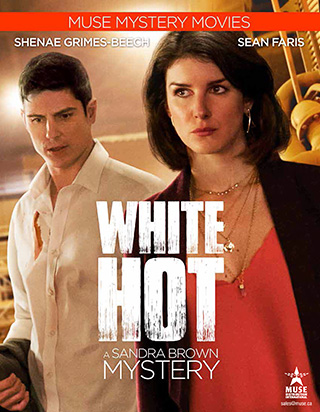 MUSE MYSTERY MOVIES
SHENAE GRIMES-BEECH SEAN FARIS
WHITE
HOT
A SANDRA BROWN
MYSTERY
MUSE
sales@muse.ca